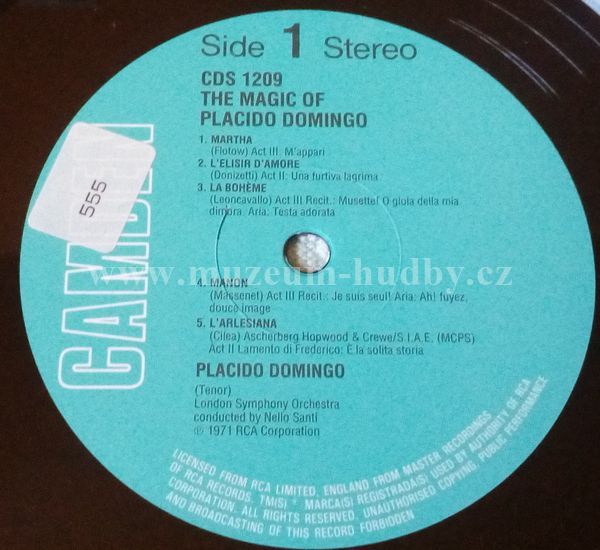 Side 1 Stereo
CDS 1209
THE MAGIC OF
PLACIDO DOMINGO
1. MARTHA
(Flotow) Act III. M'appari
2. L'ELISIR D'AMORE
(Donizetti) Act II: Una furtiva lagrima
3. LA BOHÈME
(Leoncavallo) Act III Recit.: Musette! O gioia della mia
dimora. Aria: Testa adorata
4. MANON
(Massenet) Act III Recit.: Je suis seul! Aria: Ah! fuyez,
douce image
5. L'ARLESIANA
(Cilea) Ascherberg Hopwood & Crewe/S.I.A.E. (MCPS)
Act II Lamento di Frederico: È la solita storia
PLACIDO DOMINGO
(Tenor)
London Symphony Orchestra
conducted by Nello Santi
℗ 1971 RCA Corporation
LICENSED FROM RCA LIMITED, ENGLAND FROM MASTER RECORDINGS
OF RCA RECORDS. TM(S) * MARCA(S) REGISTRADA(S) USED BY AUTHORITY OF RCA
CORPORATION. ALL RIGHTS RESERVED. UNAUTHORISED COPYING, PUBLIC PERFORMANCE
AND BROADCASTING OF THIS RECORD FORBIDDEN
CAMDEN
555
www.muzeum-hudby.cz